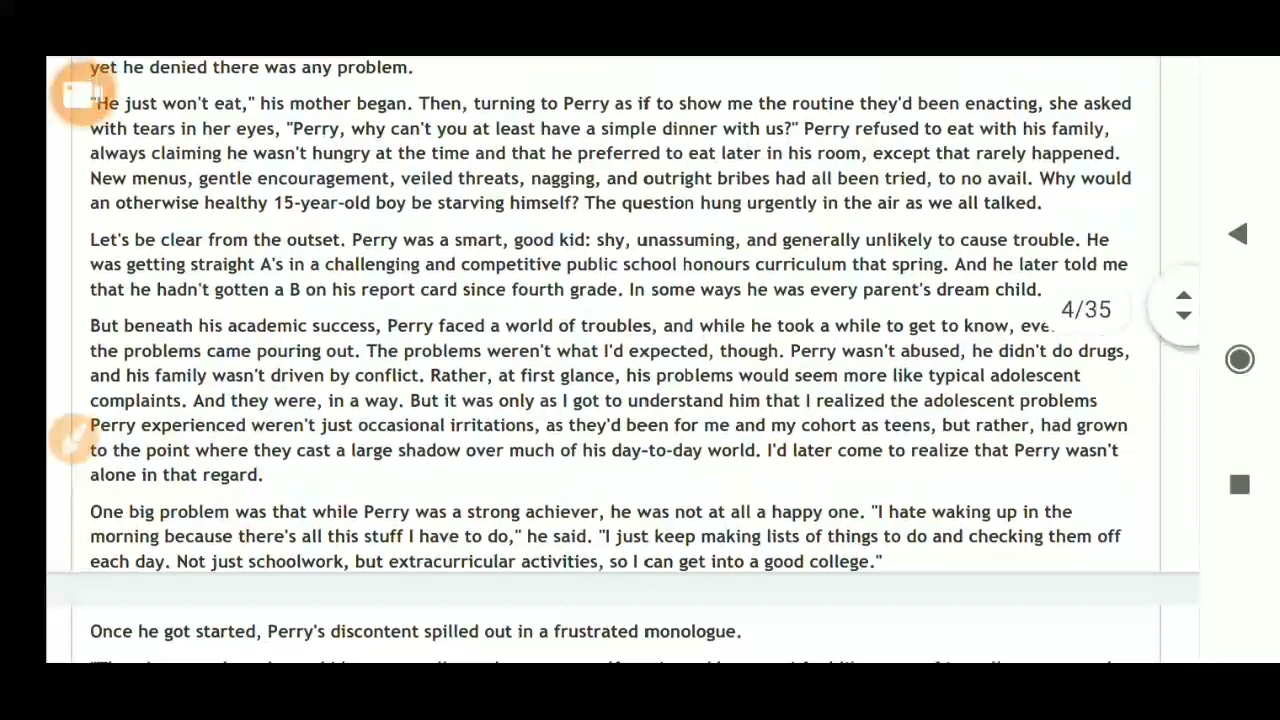 yet he denied there was any problem.
"He just won't eat," his mother began. Then, turning to Perry as if to show me the routine they'd been enacting, she asked
with tears in her eyes, "Perry, why can't you at least have a simple dinner with us?" Perry refused to eat with his family,
always claiming he wasn't hungry at the time and that he preferred to eat later in his room, except that rarely happened.
New menus, gentle encouragement, veiled threats, nagging, and outright bribes had all been tried, to no avail. Why would
an otherwise healthy 15-year-old boy be starving himself? The question hung urgently in the air as we all talked.
Let's be clear from the outset. Perry was a smart, good kid: shy, unassuming, and generally unlikely to cause trouble. He
was getting straight A's in a challenging and competitive public school honours curriculum that spring. And he later told me
that he hadn't gotten a B on his report card since fourth grade. In some ways he was every parent's dream child.
4/35
But beneath his academic success, Perry faced a world of troubles, and while he took a while to get to know,
the problems came pouring out. The problems weren't what I'd expected, though. Perry wasn't abused, he didn't do drugs,
and his family wasn't driven by conflict. Rather, at first glance, his problems would seem more like typical adolescent
complaints. And they were, in a way. But it was only as I got to understand him that I realized the adolescent problems
Perry experienced weren't just occasional irritations, as they'd been for me and my cohort as teens, but rather, had grown
to the point where they cast a large shadow over much of his day-to-day world. I'd later come to realize that Perry wasn't
alone in that regard.
One big problem was that while Perry was a strong achiever, he was not at all a happy one. "I hate waking up in the
morning because there's all this stuff I have to do," he said. "I just keep making lists of things to do and checking them off
each day. Not just schoolwork, but extracurricular activities, so I can get into a good college."
Once he got started, Perry's discontent spilled out in a frustrated monologue.